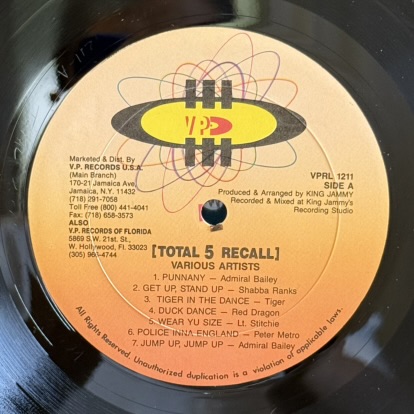 V-117
VP
Marketed & Dist. By
V.P. RECORDS U.S.A.
(Main Branch)
170-21 Jamaica Ave,
Jamaica, N.Y. 11432
(718) 291-7058
Toll Free (800) 441-4041
Fax: (718) 658-3573
ALSO
V.P. RECORDS OF FLORIDA
5869 S.W. 21st. St.,
W. Hollywood, Fl. 33023
(305) 966-4744
VPRL 1211
SIDE A
Produced & Arranged by KING JAMMY
Recorded & Mixed at King Jammy's
Recording Studio
[TOTAL 5 RECALL]
VARIOUS ARTISTS
1. PUNNANY – Admiral Bailey
2. GET UP, STAND UP – Shabba Ranks
3. TIGER IN THE DANCE – Tiger
4. DUCK DANCE – Red Dragon
5. WEAR YU SIZE – Lt. Stitchie
6. POLICE INNA ENGLAND – Peter Metro
7. JUMP UP, JUMP UP – Admiral Bailey
All Rights Reserved. Unauthorized duplication is a violation of applicable laws.